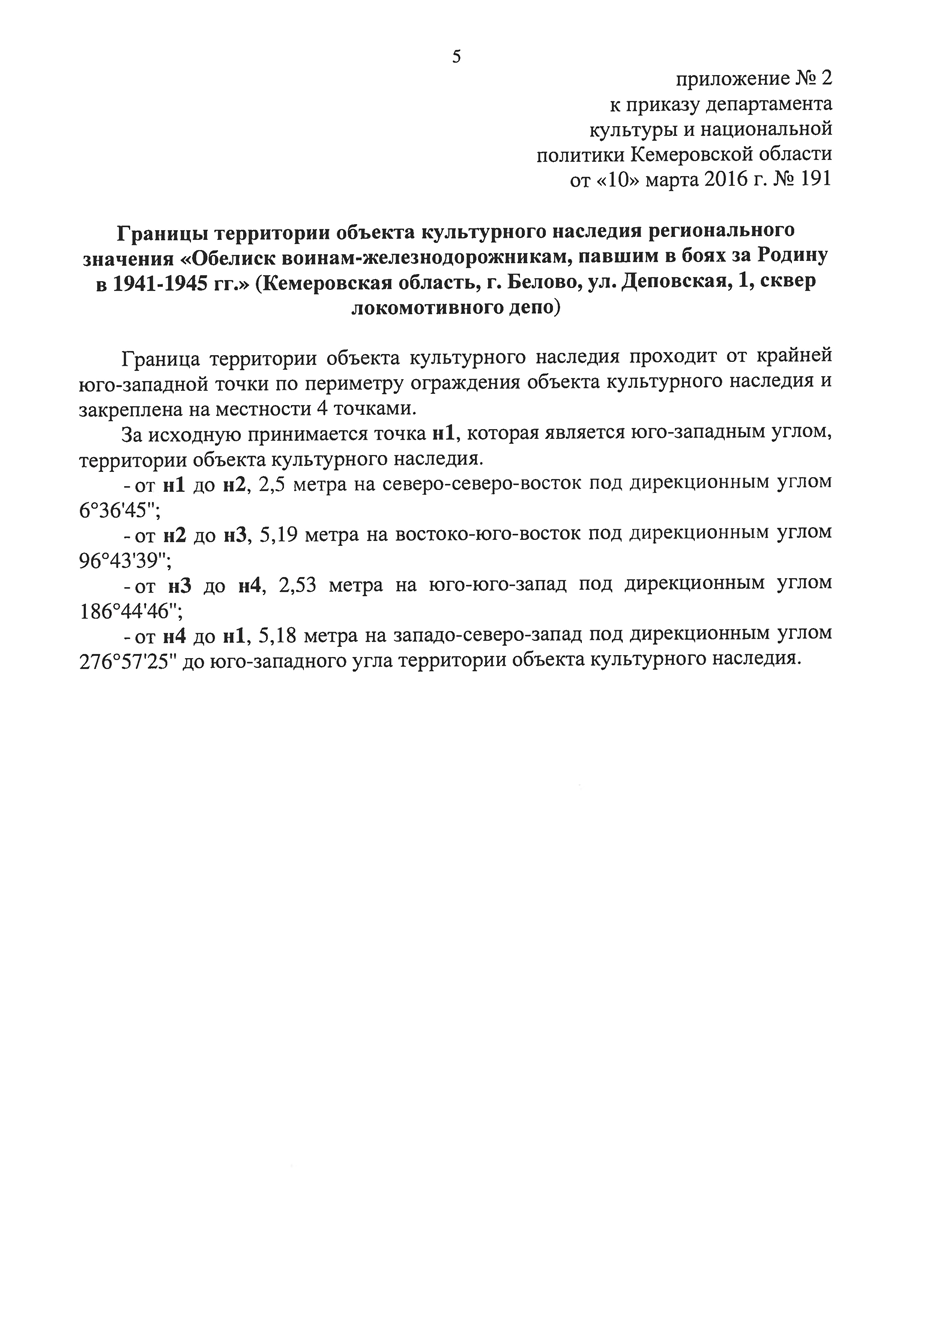 5
приложение № 2
к приказу департамента
культуры и национальной
политики Кемеровской области
от «10» марта 2016 г. № 191
Границы территории объекта культурного наследия регионального
значения «Обелиск воинам-железнодорожникам, павшим в боях за Родину
в 1941-1945 гг.» (Кемеровская область, г. Белово, ул. Деповская, 1, сквер
локомотивного депо)
Граница территории объекта культурного наследия проходит от крайней
юго-западной точки по периметру ограждения объекта культурного наследия и
закреплена на местности 4 точками.
За исходную принимается точка н1, которая является юго-западным углом,
территории объекта культурного наследия.
- от н1 до н2, 2,5 метра на северо-северо-восток под дирекционным углом
6°36'45";
- от н2 до н3, 5,19 метра на востоко-юго-восток под дирекционным углом
96°43'39";
- от н3 до н4, 2,53 метра на юго-юго-запад под дирекционным углом
186°44'46";
- от н4 до н1, 5,18 метра на западо-северо-запад под дирекционным углом
276°57'25" до юго-западного угла территории объекта культурного наследия.